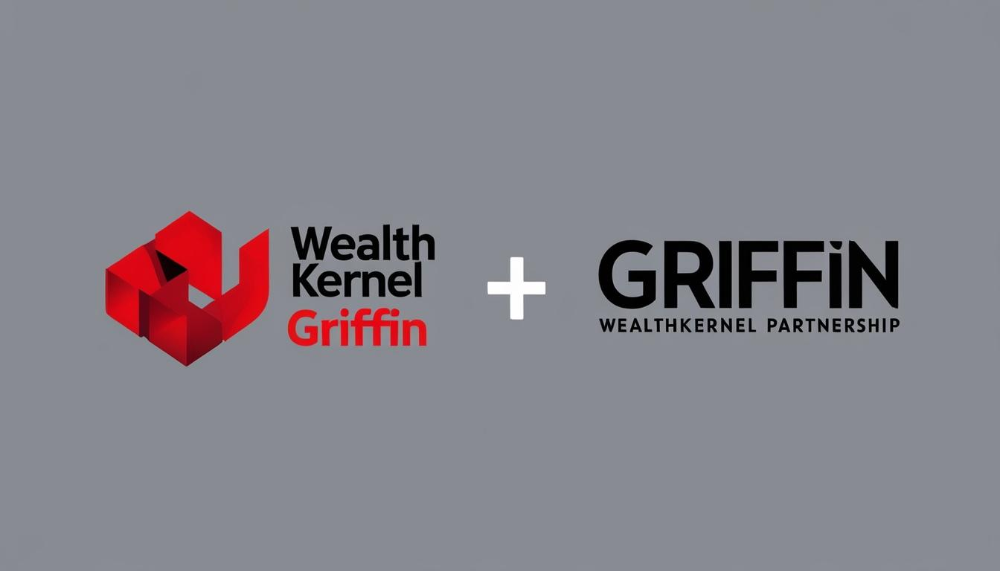 Wealth
Kernel
Griffin
+
GRIFFiN
WEALTHKERNEL PARTNERSHIP